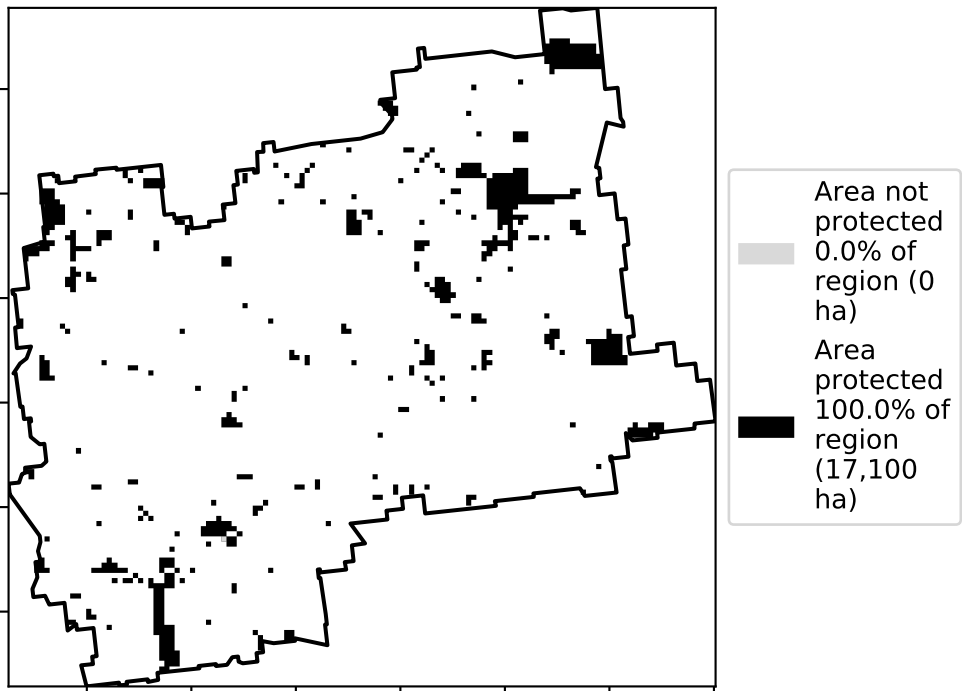 Area not
protected
0.0% of
region (0
ha)
Area
protected
100.0% of
region
(17,100
ha)